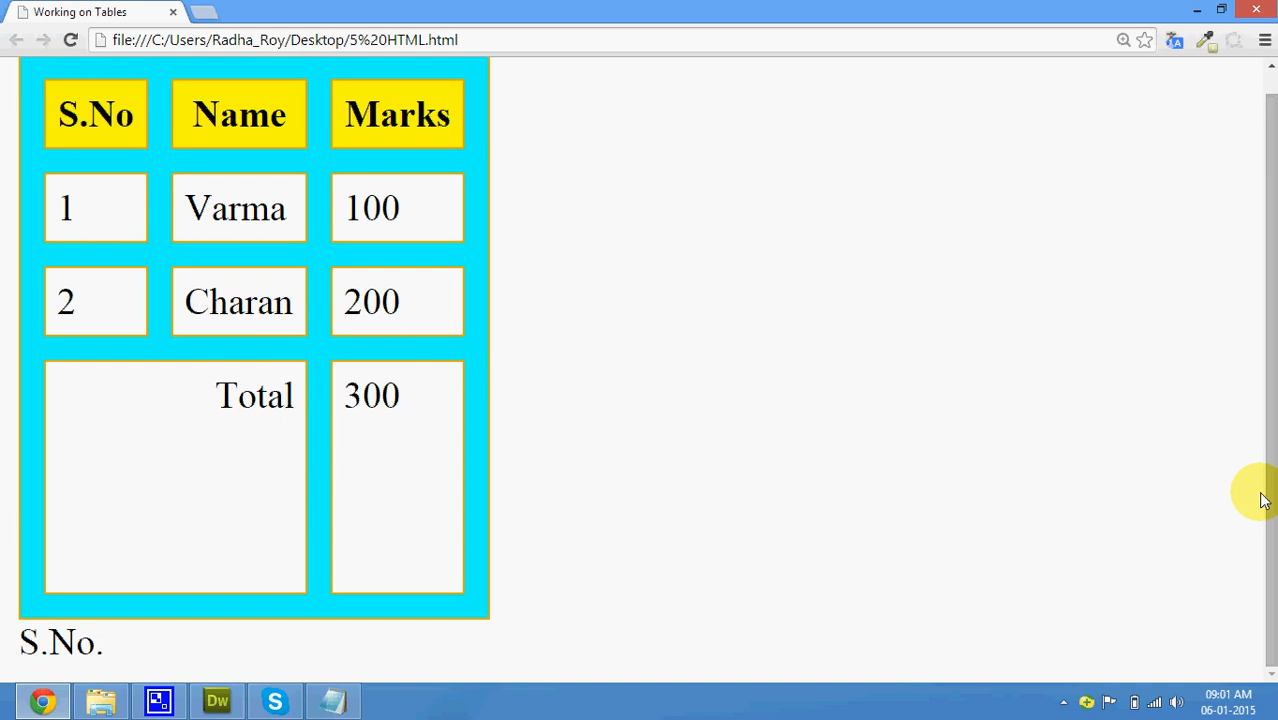 Working on Tables
file:///C:/Users/Radha_Roy/Desktop/5%20HTML.html
S.No Name Marks
1 Varma 100
2 Charan 200
Total 300
S.No.
Dw
09:01 AM
06-01-2015